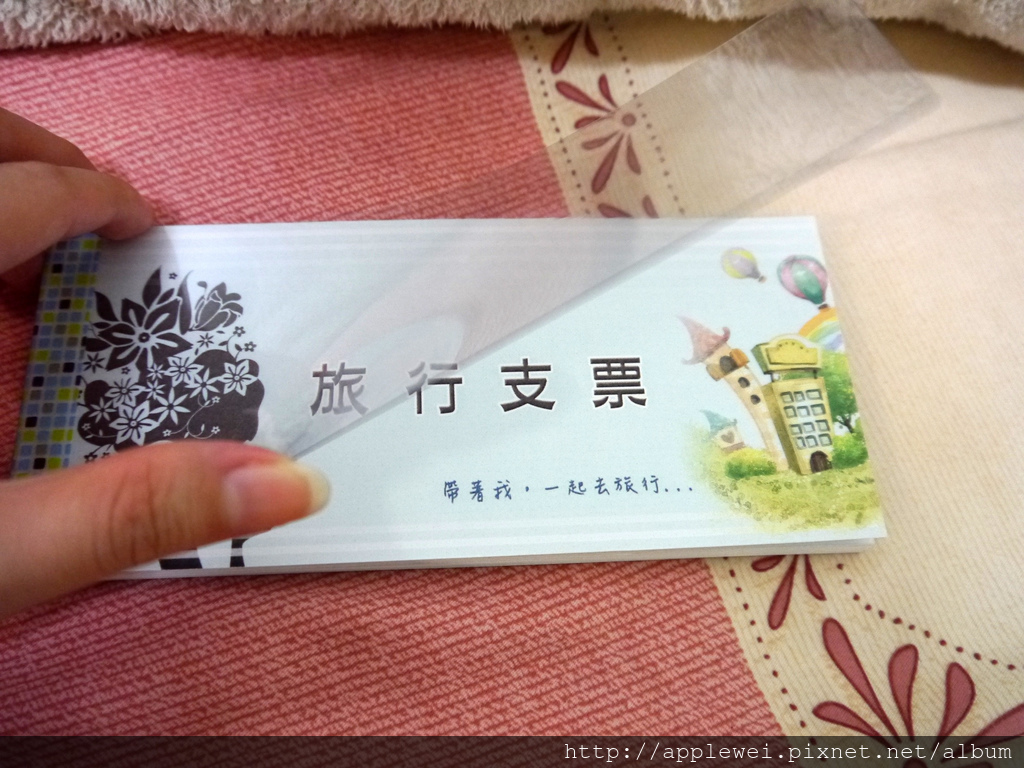 旅行支票
帶著我，一起去旅行...
http://applewei.pixnet.net/album